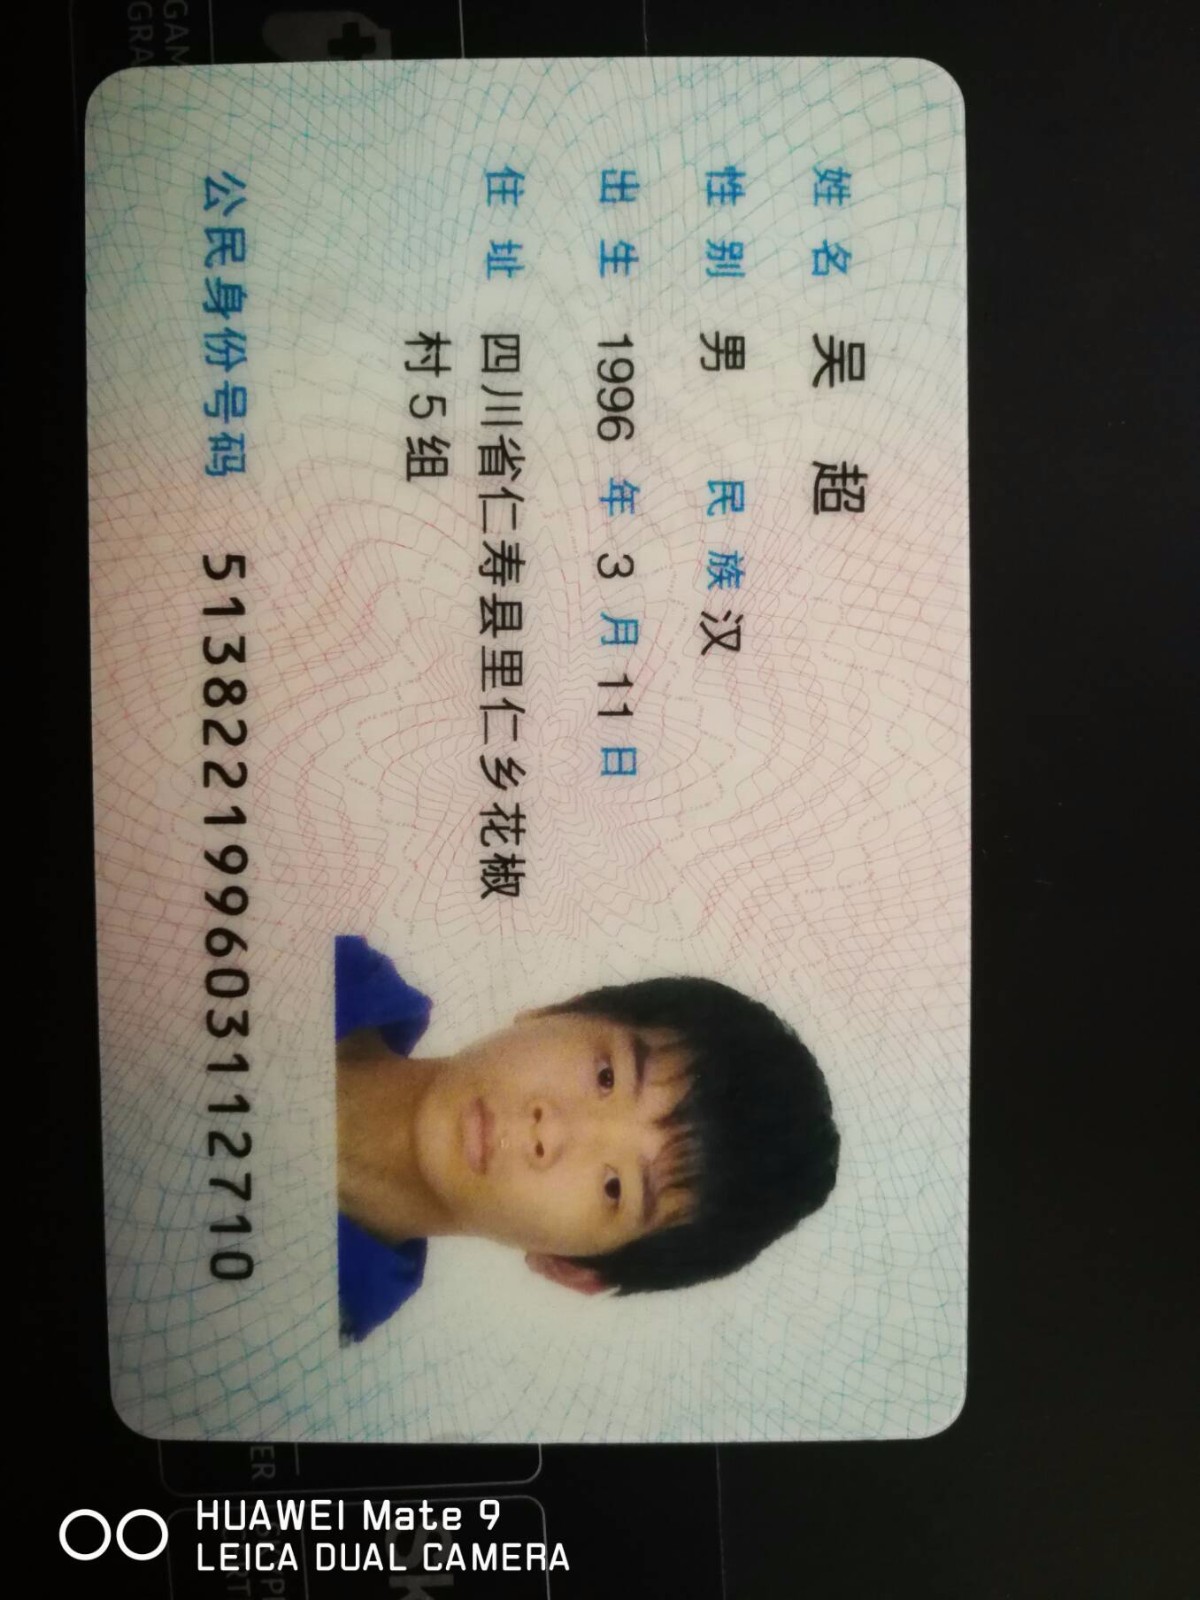 姓名 吴超
性别 男 民族 汉
出生 1996 年 3 月 11 日
住址 四川省仁寿县里仁乡花椒
村5组
公民身份号码 513822199603112710
HUAWEI Mate 9
LEICA DUAL CAMERA